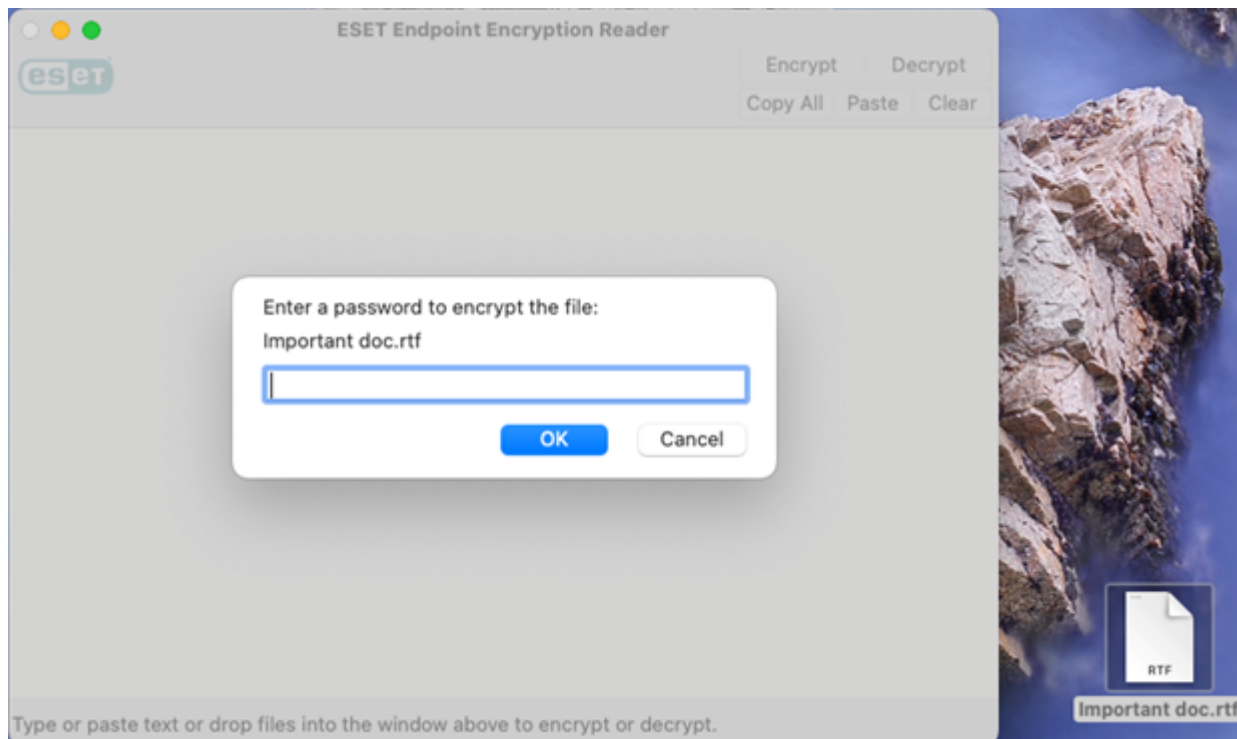 ESET Endpoint Encryption Reader
eseT
Encrypt Decrypt
Copy All Paste Clear
Enter a password to encrypt the file:
Important doc.rtf
OK Cancel
RTF
Important doc.rtf
Type or paste text or drop files into the window above to encrypt or decrypt.